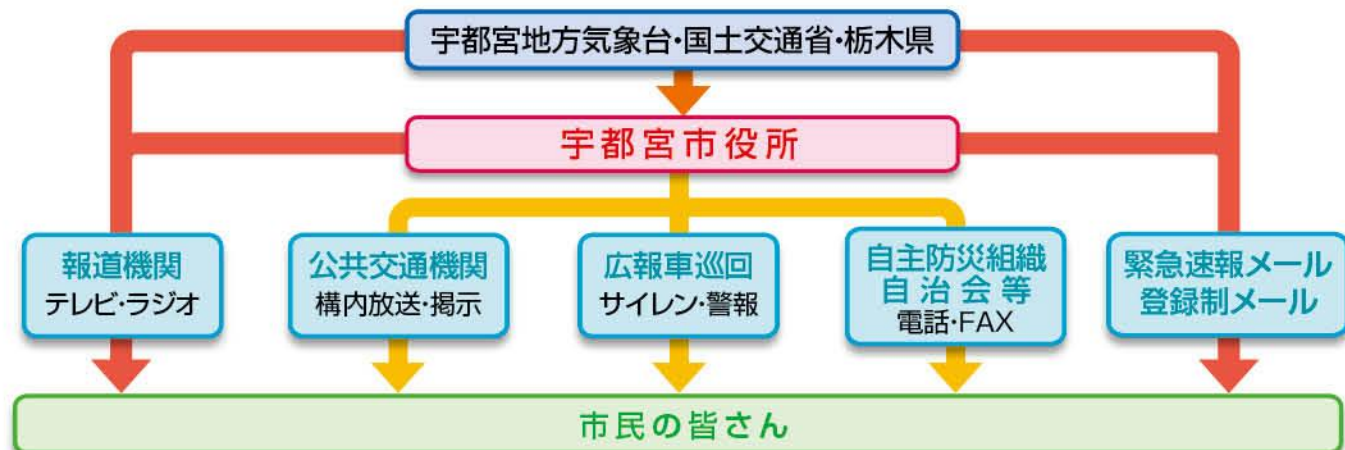 宇都宮地方気象台・国土交通省・栃木県
宇都宮市役所
報道機関
テレビ・ラジオ
公共交通機関
構内放送・掲示
広報車巡回
サイレン・警報
自主防災組織
自治会等
電話・FAX
緊急速報メール
登録制メール
市民の皆さん